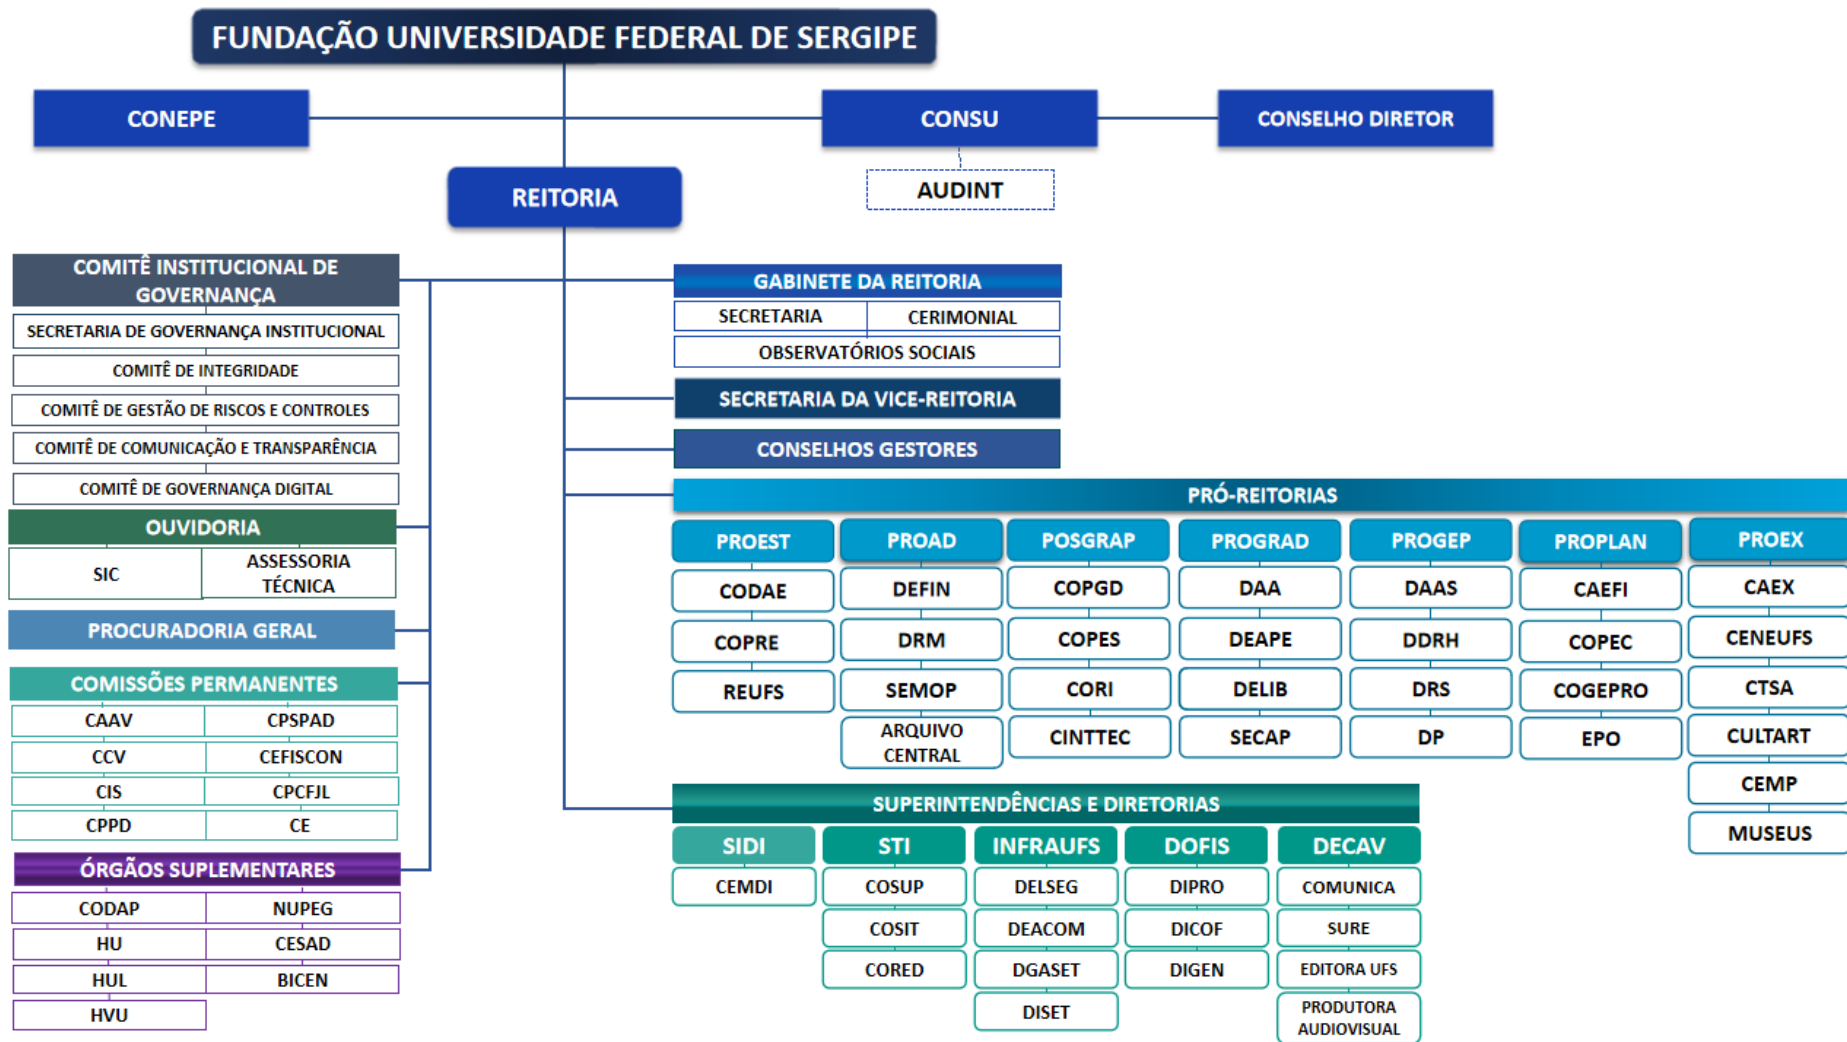 FUNDAÇÃO UNIVERSIDADE FEDERAL DE SERGIPE
CONEPE
CONSU
CONSELHO DIRETOR
REITORIA
AUDINT
COMITÊ INSTITUCIONAL DE
GOVERNANÇA
SECRETARIA DE GOVERNANÇA INSTITUCIONAL
COMITÊ DE INTEGRIDADE
COMITÊ DE GESTÃO DE RISCOS E CONTROLES
COMITÊ DE COMUNICAÇÃO E TRANSPARÊNCIA
COMITÊ DE GOVERNANÇA DIGITAL
OUVIDORIA
SIC
ASSESSORIA
TÉCNICA
PROCURADORIA GERAL
COMISSÕES PERMANENTES
CAAV
CPSPAD
CCV
CEFISCON
CIS
CPCFJL
CPPD
CE
ÓRGÃOS SUPLEMENTARES
CODAP
NUPEG
HU
CESAD
HUL
BICEN
HVU
GABINETE DA REITORIA
SECRETARIA
CERIMONIAL
OBSERVATÓRIOS SOCIAIS
SECRETARIA DA VICE-REITORIA
CONSELHOS GESTORES
PRÓ-REITORIAS
PROEST
CODAE
COPRE
REUFS
PROAD
DEFIN
DRM
SEMOP
ARQUIVO
CENTRAL
POSGRAP
COPGD
COPES
CORI
CINTTEC
PROGRAD
DAA
DEAPE
DELIB
SECAP
PROGEP
DAAS
DDRH
DRS
DP
PROPLAN
CAEFI
COPEC
COGEPRO
EPO
PROEX
CAEX
CENEUFS
CTSA
CULTART
CEMP
MUSEUS
SUPERINTENDÊNCIAS E DIRETORIAS
SIDI
CEMDI
STI
COSUP
COSIT
CORED
INFRAUFS
DELSEG
DEACOM
DGASET
DISET
DOFIS
DIPRO
DICOF
DIGEN
DECAV
COMUNICA
SURE
EDITORA UFS
PRODUTORA
AUDIOVISUAL